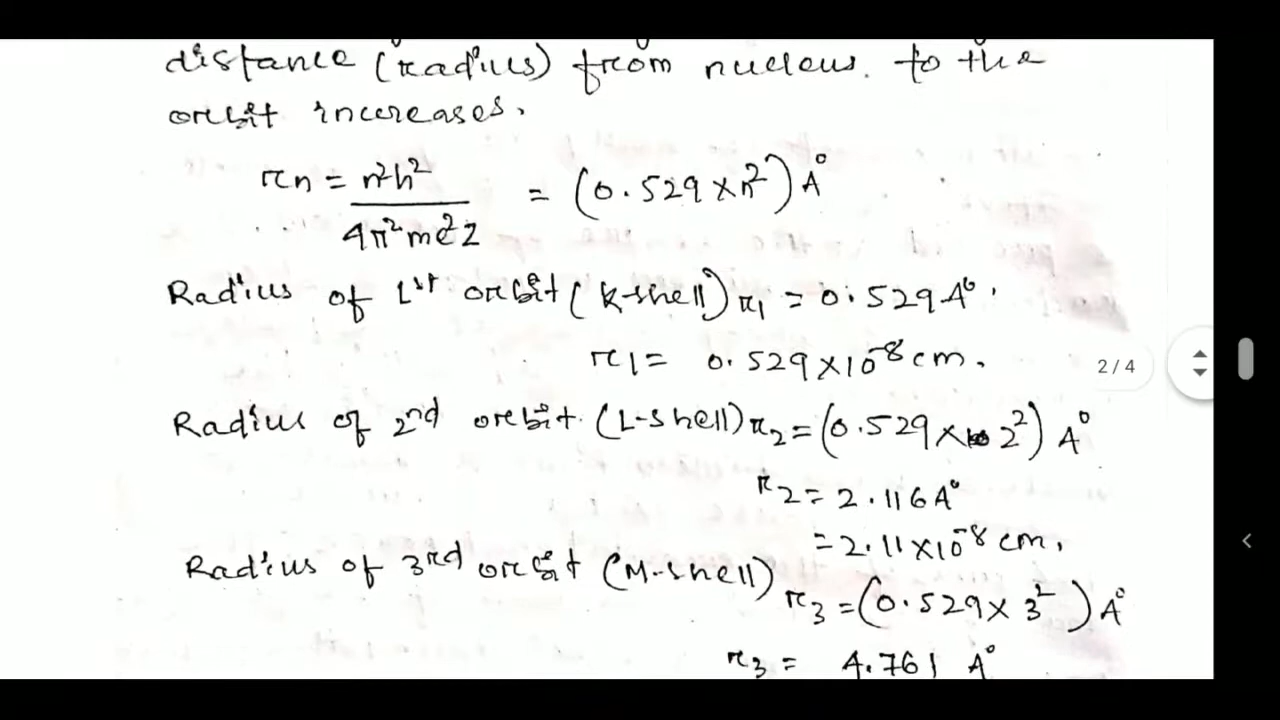 distance (radius) from nucleus. to the
orbit increases.
rn = n²h² / 4π²me²Z = (0.529 × n²) A°
Radius of 1st orbit (K-shell) r₁ = 0.529 A°.
r₁ = 0.529 × 10⁻⁸ cm.
2 / 4
Radius of 2nd orbit. (L-shell) r₂ = (0.529 × 2²) A°
r₂ = 2.116 A°
= 2.11 × 10⁻⁸ cm.
Radius of 3rd orbit (M-shell)
r₃ = (0.529 × 3²) A°
r₃ = 4.761 A°